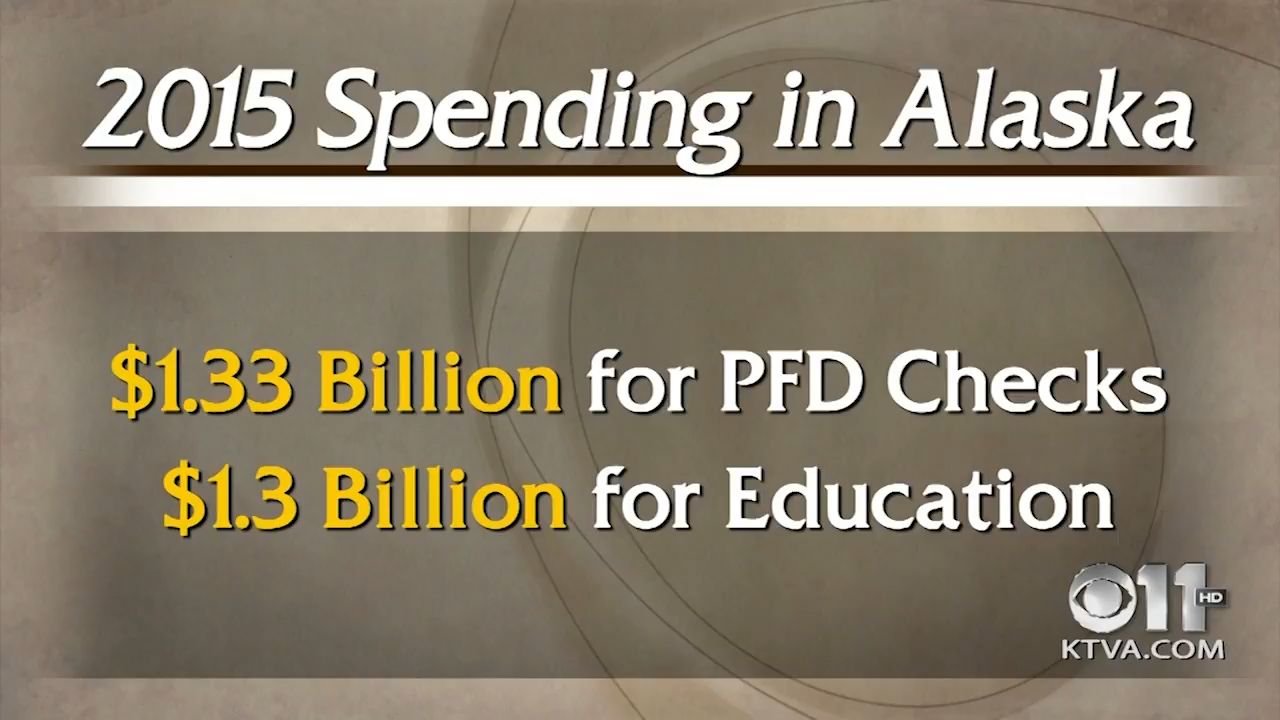 2015 Spending in Alaska
$1.33 Billion for PFD Checks
$1.3 Billion for Education
11 HD
KTVA.COM